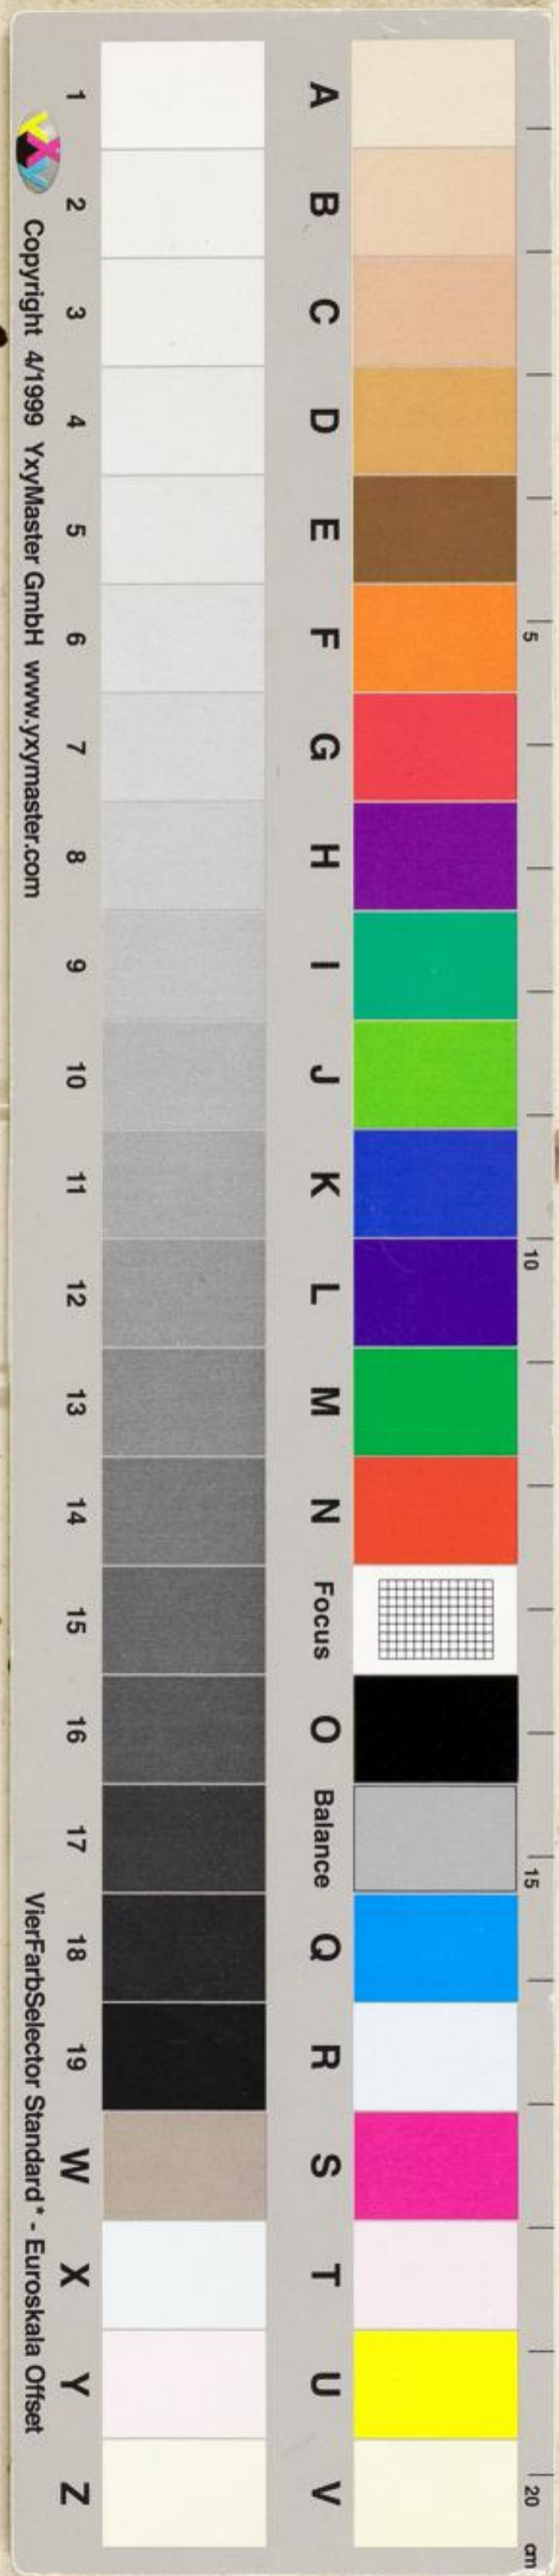 5 10 15 20 cm
A B C D E F G H I J K L M N Focus O Balance Q R S T U V
1 2 3 4 5 6 7 8 9 10 11 12 13 14 15 16 17 18 19 W X Y Z
yxy Copyright 4/1999 YxyMaster GmbH www.yxymaster.com VierFarbSelector Standard* - Euroskala Offset